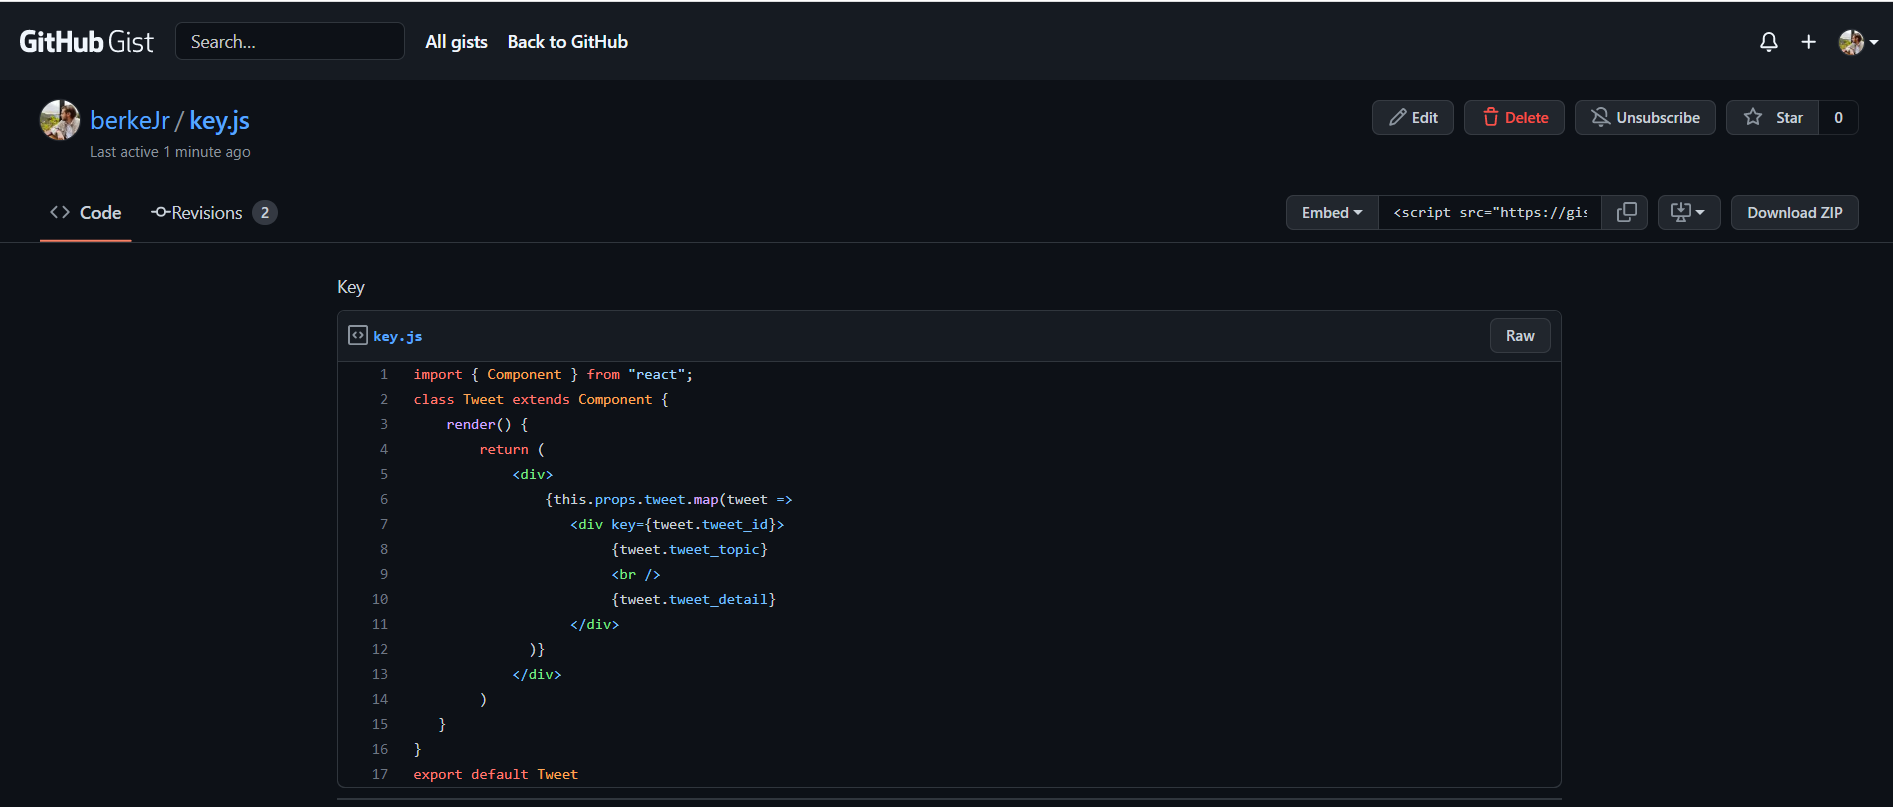 GitHub Gist Search... All gists Back to GitHub
berkeJr / key.js
Edit Delete Unsubscribe Star 0
Last active 1 minute ago
<> Code Revisions 2
Embed <script src="https://gis Download ZIP
Key
key.js Raw
1 import { Component } from "react";
2 class Tweet extends Component {
3 render() {
4 return (
5 <div>
6 {this.props.tweet.map(tweet =>
7 <div key={tweet.tweet_id}>
8 {tweet.tweet_topic}
9 <br />
10 {tweet.tweet_detail}
11 </div>
12 )}
13 </div>
14 )
15 }
16 }
17 export default Tweet